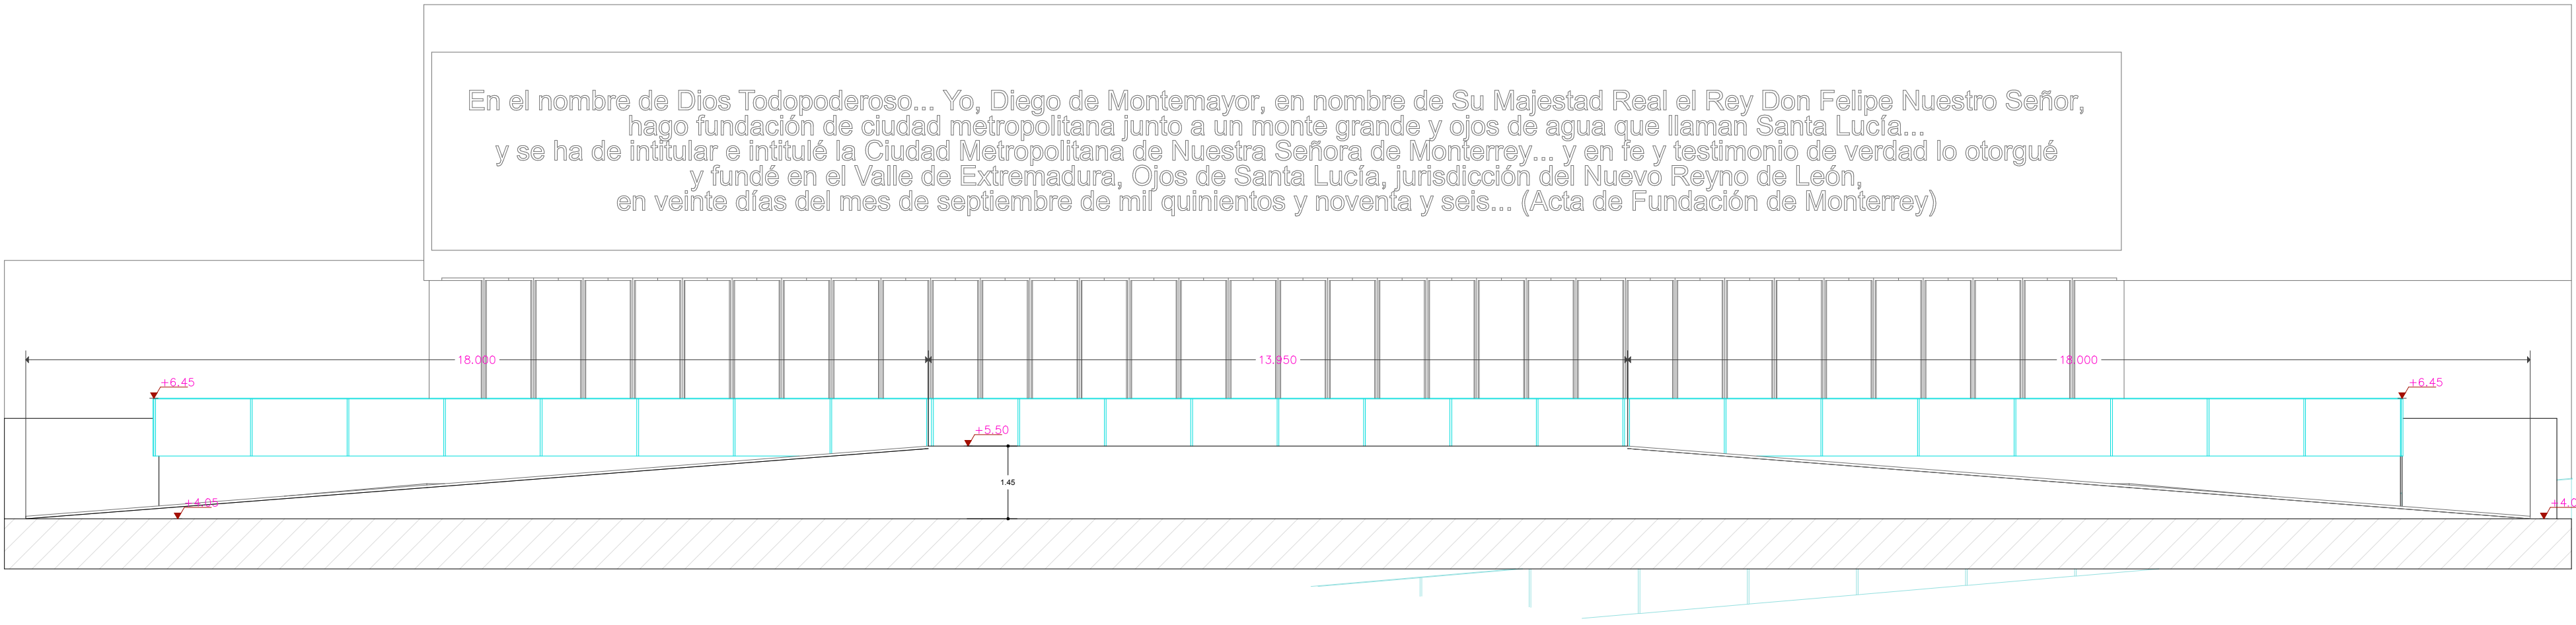 En el nombre de Dios Todopoderoso... Yo, Diego de Montemayor, en nombre de Su Majestad Real el Rey Don Felipe Nuestro Señor,
hago fundación de ciudad metropolitana junto a un monte grande y ojos de agua que llaman Santa Lucía...
y se ha de intitular e intitulé la Ciudad Metropolitana de Nuestra Señora de Monterrey... y en fe y testimonio de verdad lo otorgué
y fundé en el Valle de Extremadura, Ojos de Santa Lucía, jurisdicción del Nuevo Reyno de León,
en veinte días del mes de septiembre de mil quinientos y noventa y seis... (Acta de Fundación de Monterrey)
18.000 13.950 18.000
+6.45 +6.45
+5.50
1.45
+4.05